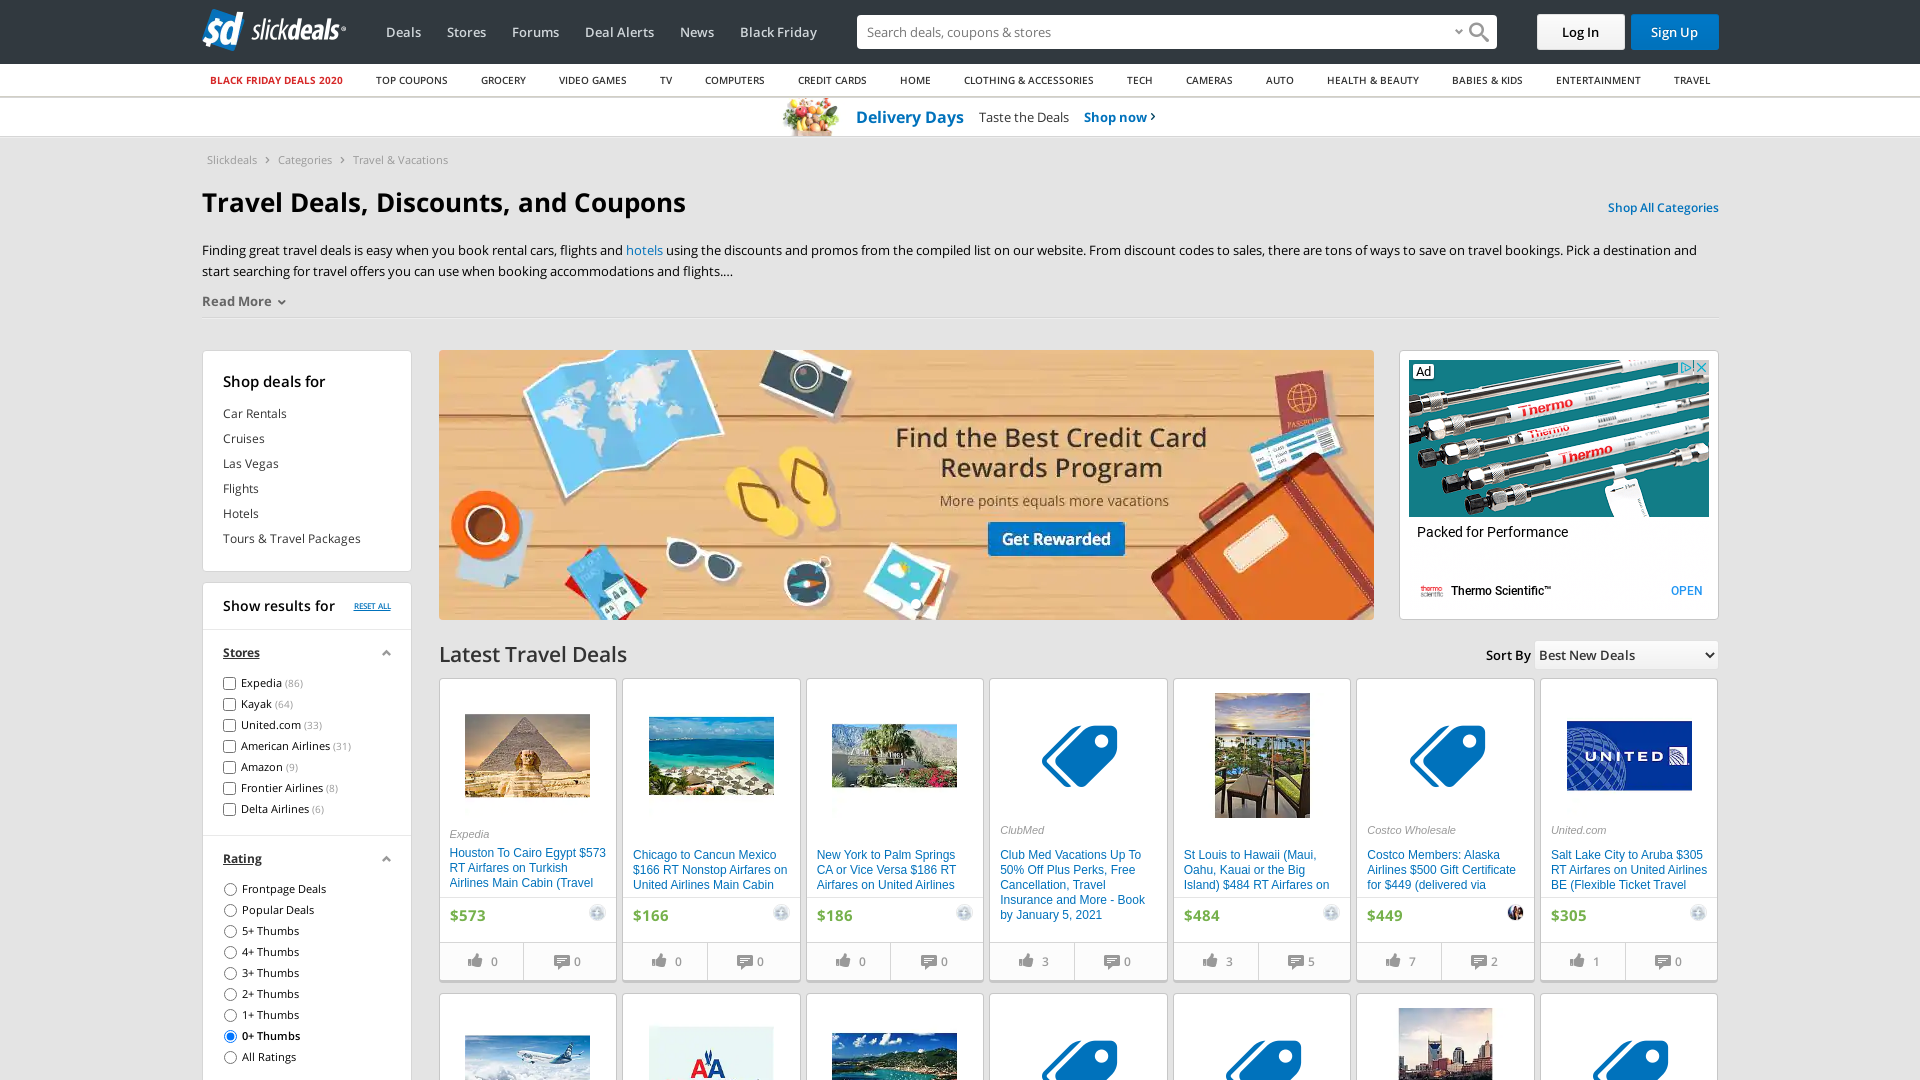 slickdeals
Deals
Stores
Forums
Deal Alerts
News
Black Friday
Search deals, coupons & stores
Log In
Sign Up
BLACK FRIDAY DEALS 2020
TOP COUPONS
GROCERY
VIDEO GAMES
TV
COMPUTERS
CREDIT CARDS
HOME
CLOTHING & ACCESSORIES
TECH
CAMERAS
AUTO
HEALTH & BEAUTY
BABIES & KIDS
ENTERTAINMENT
TRAVEL
Delivery Days Taste the Deals Shop now
Slickdeals > Categories > Travel & Vacations
Travel Deals, Discounts, and Coupons
Shop All Categories
Finding great travel deals is easy when you book rental cars, flights and hotels using the discounts and promos from the compiled list on our website. From discount codes to sales, there are tons of ways to save on travel bookings. Pick a destination and
start searching for travel offers you can use when booking accommodations and flights....
Read More
Shop deals for
Car Rentals
Cruises
Las Vegas
Flights
Hotels
Tours & Travel Packages
Show results for
RESET ALL
Stores
Expedia (86)
Kayak (64)
United.com (33)
American Airlines (31)
Amazon (9)
Frontier Airlines (8)
Delta Airlines (6)
Rating
Frontpage Deals
Popular Deals
5+ Thumbs
4+ Thumbs
3+ Thumbs
2+ Thumbs
1+ Thumbs
0+ Thumbs
All Ratings
PASSPORT
Find the Best Credit Card
Rewards Program
More points equals more vacations
Get Rewarded
Ad
Thermo
Thermo
Thermo
Packed for Performance
thermo
scientific
Thermo Scientific™
OPEN
Latest Travel Deals
Sort By
Best New Deals
Expedia
Houston To Cairo Egypt $573
RT Airfares on Turkish
Airlines Main Cabin (Travel
$573
0
0
Chicago to Cancun Mexico
$166 RT Nonstop Airfares on
United Airlines Main Cabin
$166
0
0
New York to Palm Springs
CA or Vice Versa $186 RT
Airfares on United Airlines
$186
0
0
ClubMed
Club Med Vacations Up To
50% Off Plus Perks, Free
Cancellation, Travel
Insurance and More - Book
by January 5, 2021
3
0
St Louis to Hawaii (Maui,
Oahu, Kauai or the Big
Island) $484 RT Airfares on
$484
3
5
Costco Wholesale
Costco Members: Alaska
Airlines $500 Gift Certificate
for $449 (delivered via
$449
7
2
UNITED
United.com
Salt Lake City to Aruba $305
RT Airfares on United Airlines
BE (Flexible Ticket Travel
$305
1
0
AA